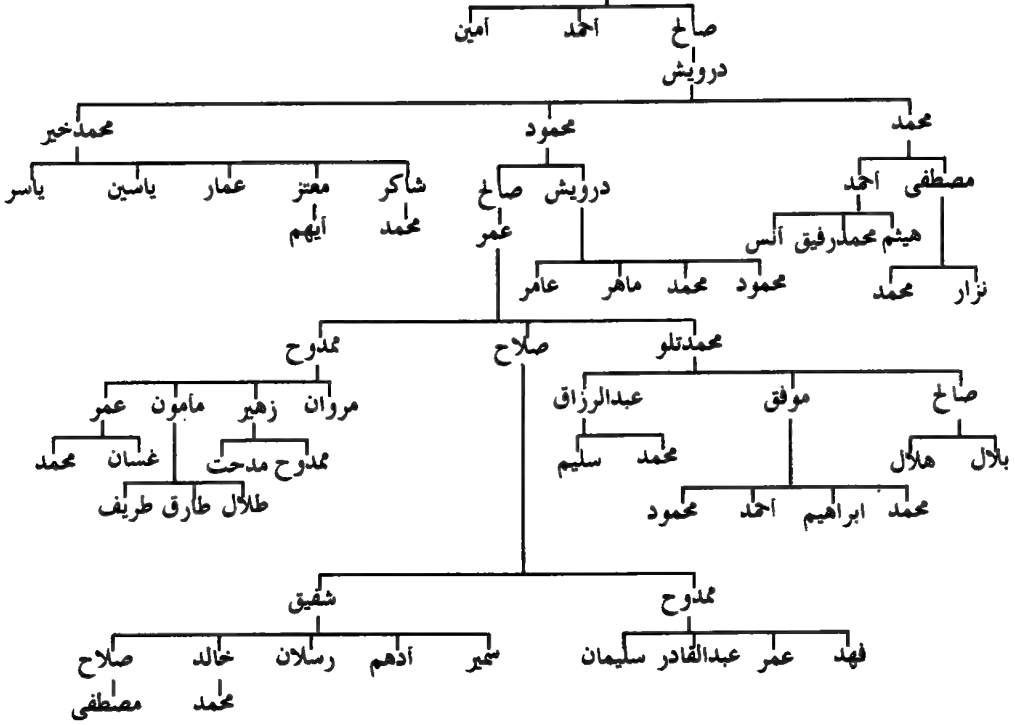 صالح أحمد أمين
درويش
محمد محمود محمدخير
مصطفى أحمد درويش صالح شاكر معتز عمار ياسين ياسر
هيثم محمدرفيق أنس عمر محمد أيهم
نزار محمد محمود محمد ماهر عامر
محمدتلو صلاح ممدوح
صالح موفق عبدالرزاق مروان زهير مأمون عمر
بلال هلال محمد سليم ممدوح مدحت غسان محمد
محمد ابراهيم أحمد محمود طلال طارق طريف
ممدوح شفيق
فهد عمر عبدالقادر سليمان سمير أدهم رسلان خالد صلاح
محمد مصطفى